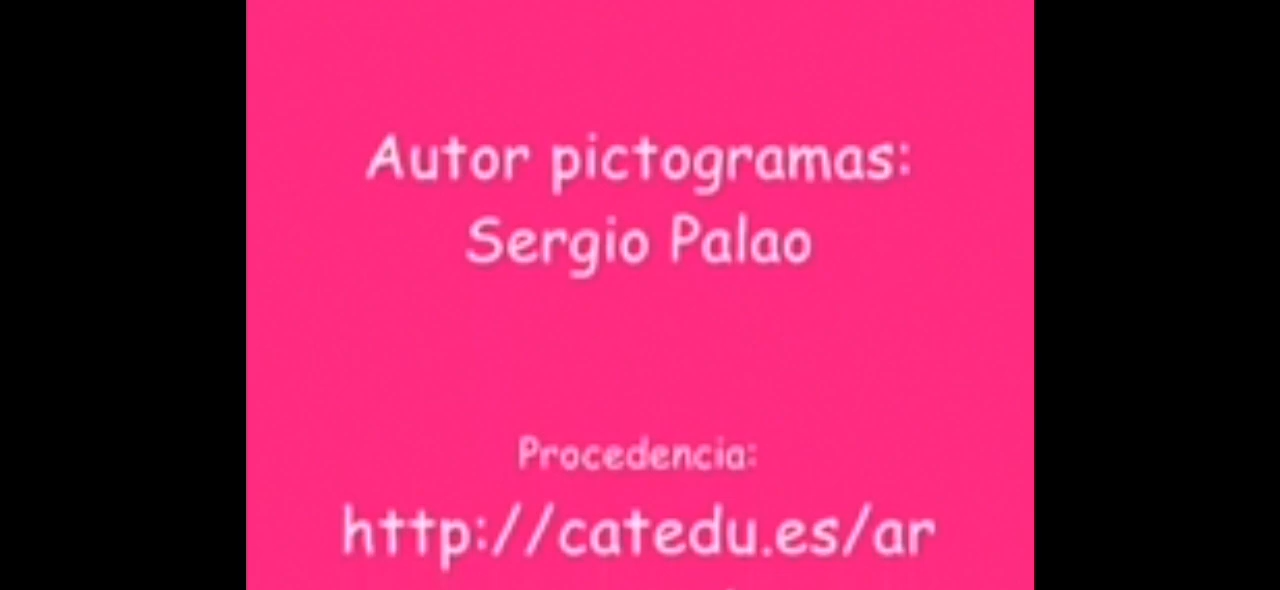 Autor pictogramas:
Sergio Palao
Procedencia:
http://catedu.es/ar